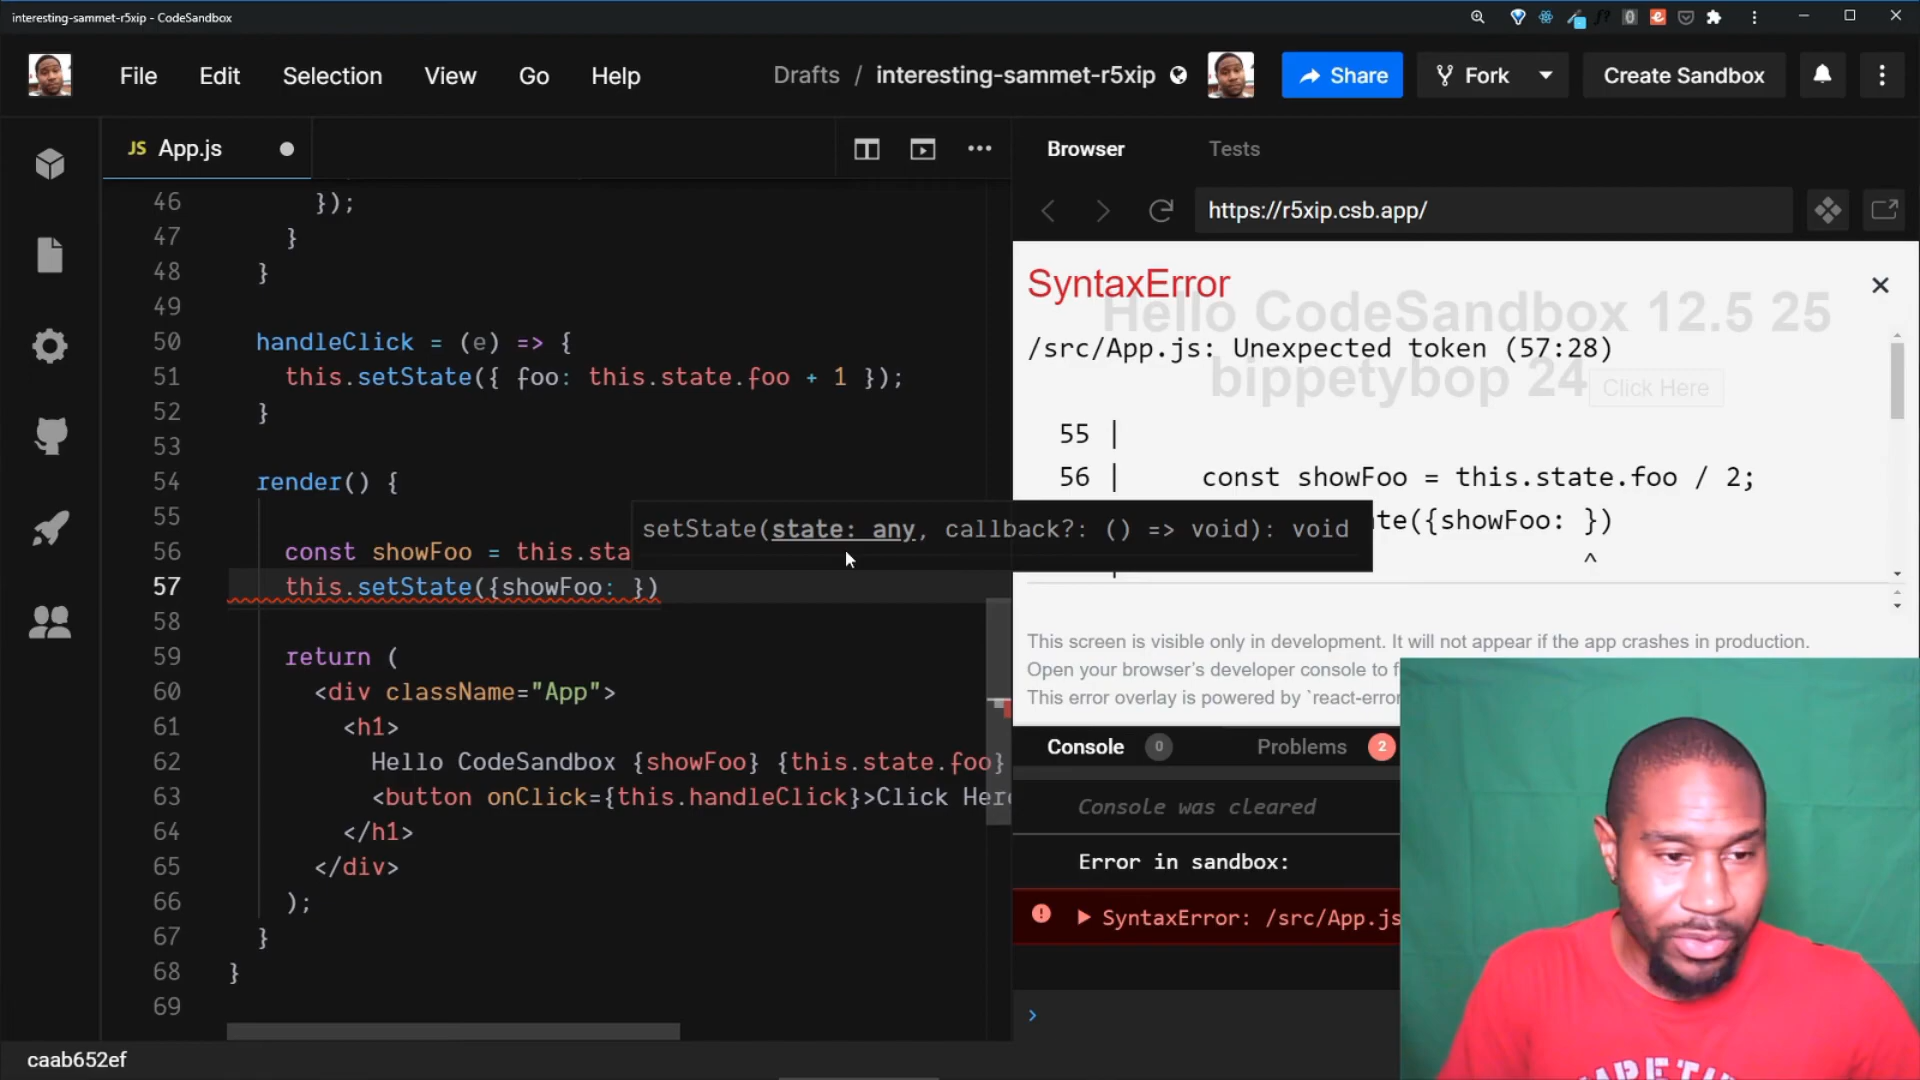 interesting-sammet-r5xip - CodeSandbox
File Edit Selection View Go Help
Drafts / interesting-sammet-r5xip
Share
Fork
Create Sandbox
JS App.js
Browser
Tests
https://r5xip.csb.app/
46 });
47 }
48 }
49
50 handleClick = (e) => {
51 this.setState({ foo: this.state.foo + 1 });
52 }
53
54 render() {
55
56 const showFoo = this.sta
57 this.setState({showFoo: })
58
59 return (
60 <div className="App">
61 <h1>
62 Hello CodeSandbox {showFoo} {this.state.foo}
63 <button onClick={this.handleClick}>Click Her
64 </h1>
65 </div>
66 );
67 }
68 }
69
setState(state: any, callback?: () => void): void
SyntaxError
Hello CodeSandbox 12.5 25
/src/App.js: Unexpected token (57:28)
bippetybop 24
Click Here
55 |
56 | const showFoo = this.state.foo / 2;
te({showFoo: })
^
This screen is visible only in development. It will not appear if the app crashes in production.
Open your browser's developer console to f
This error overlay is powered by `react-error
Console 0
Problems 2
Console was cleared
Error in sandbox:
SyntaxError: /src/App.js
caab652ef